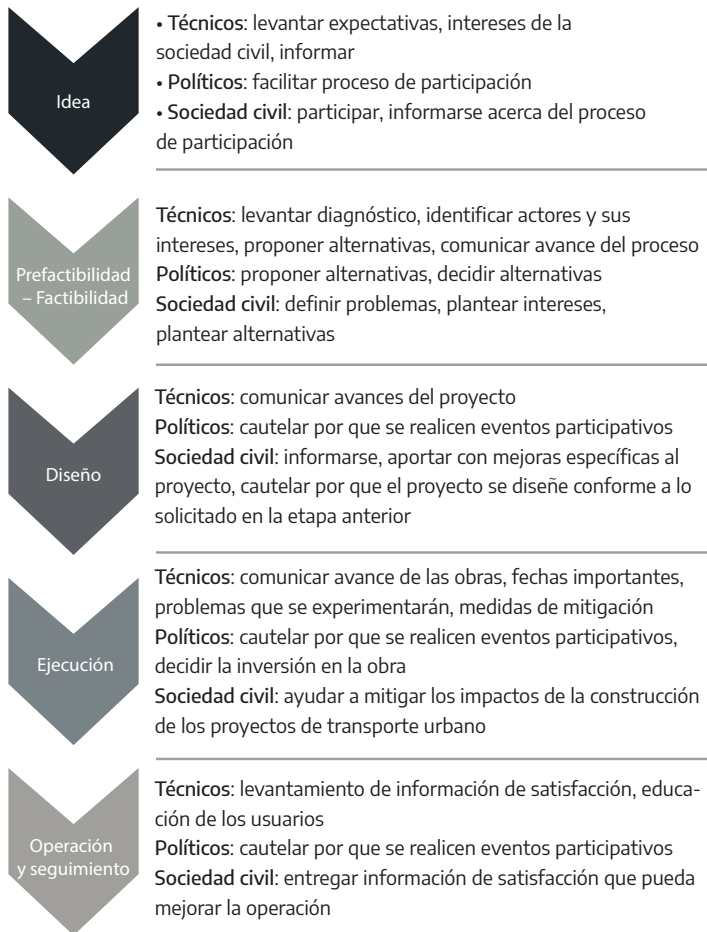 Idea
• Técnicos: levantar expectativas, intereses de la
sociedad civil, informar
• Políticos: facilitar proceso de participación
• Sociedad civil: participar, informarse acerca del proceso
de participación
Prefactibilidad
– Factibilidad
Técnicos: levantar diagnóstico, identificar actores y sus
intereses, proponer alternativas, comunicar avance del proceso
Políticos: proponer alternativas, decidir alternativas
Sociedad civil: definir problemas, plantear intereses,
plantear alternativas
Diseño
Técnicos: comunicar avances del proyecto
Políticos: cautelar por que se realicen eventos participativos
Sociedad civil: informarse, aportar con mejoras específicas al
proyecto, cautelar por que el proyecto se diseñe conforme a lo
solicitado en la etapa anterior
Ejecución
Técnicos: comunicar avance de las obras, fechas importantes,
problemas que se experimentarán, medidas de mitigación
Políticos: cautelar por que se realicen eventos participativos,
decidir la inversión en la obra
Sociedad civil: ayudar a mitigar los impactos de la construcción
de los proyectos de transporte urbano
Operación
y seguimiento
Técnicos: levantamiento de información de satisfacción, educa-
ción de los usuarios
Políticos: cautelar por que se realicen eventos participativos
Sociedad civil: entregar información de satisfacción que pueda
mejorar la operación